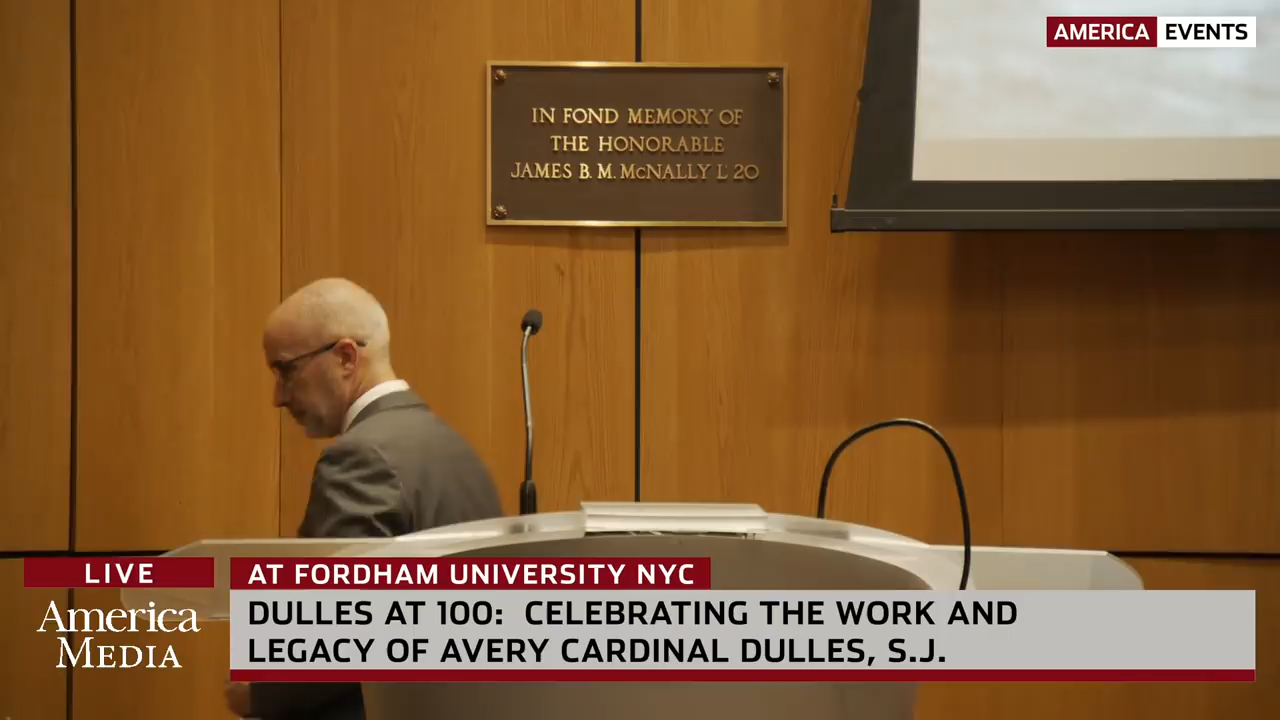 AMERICA EVENTS
IN FOND MEMORY OF
THE HONORABLE
JAMES B. M. McNALLY L'20
LIVE
AT FORDHAM UNIVERSITY NYC
America
MEDIA
DULLES AT 100: CELEBRATING THE WORK AND
LEGACY OF AVERY CARDINAL DULLES, S.J.